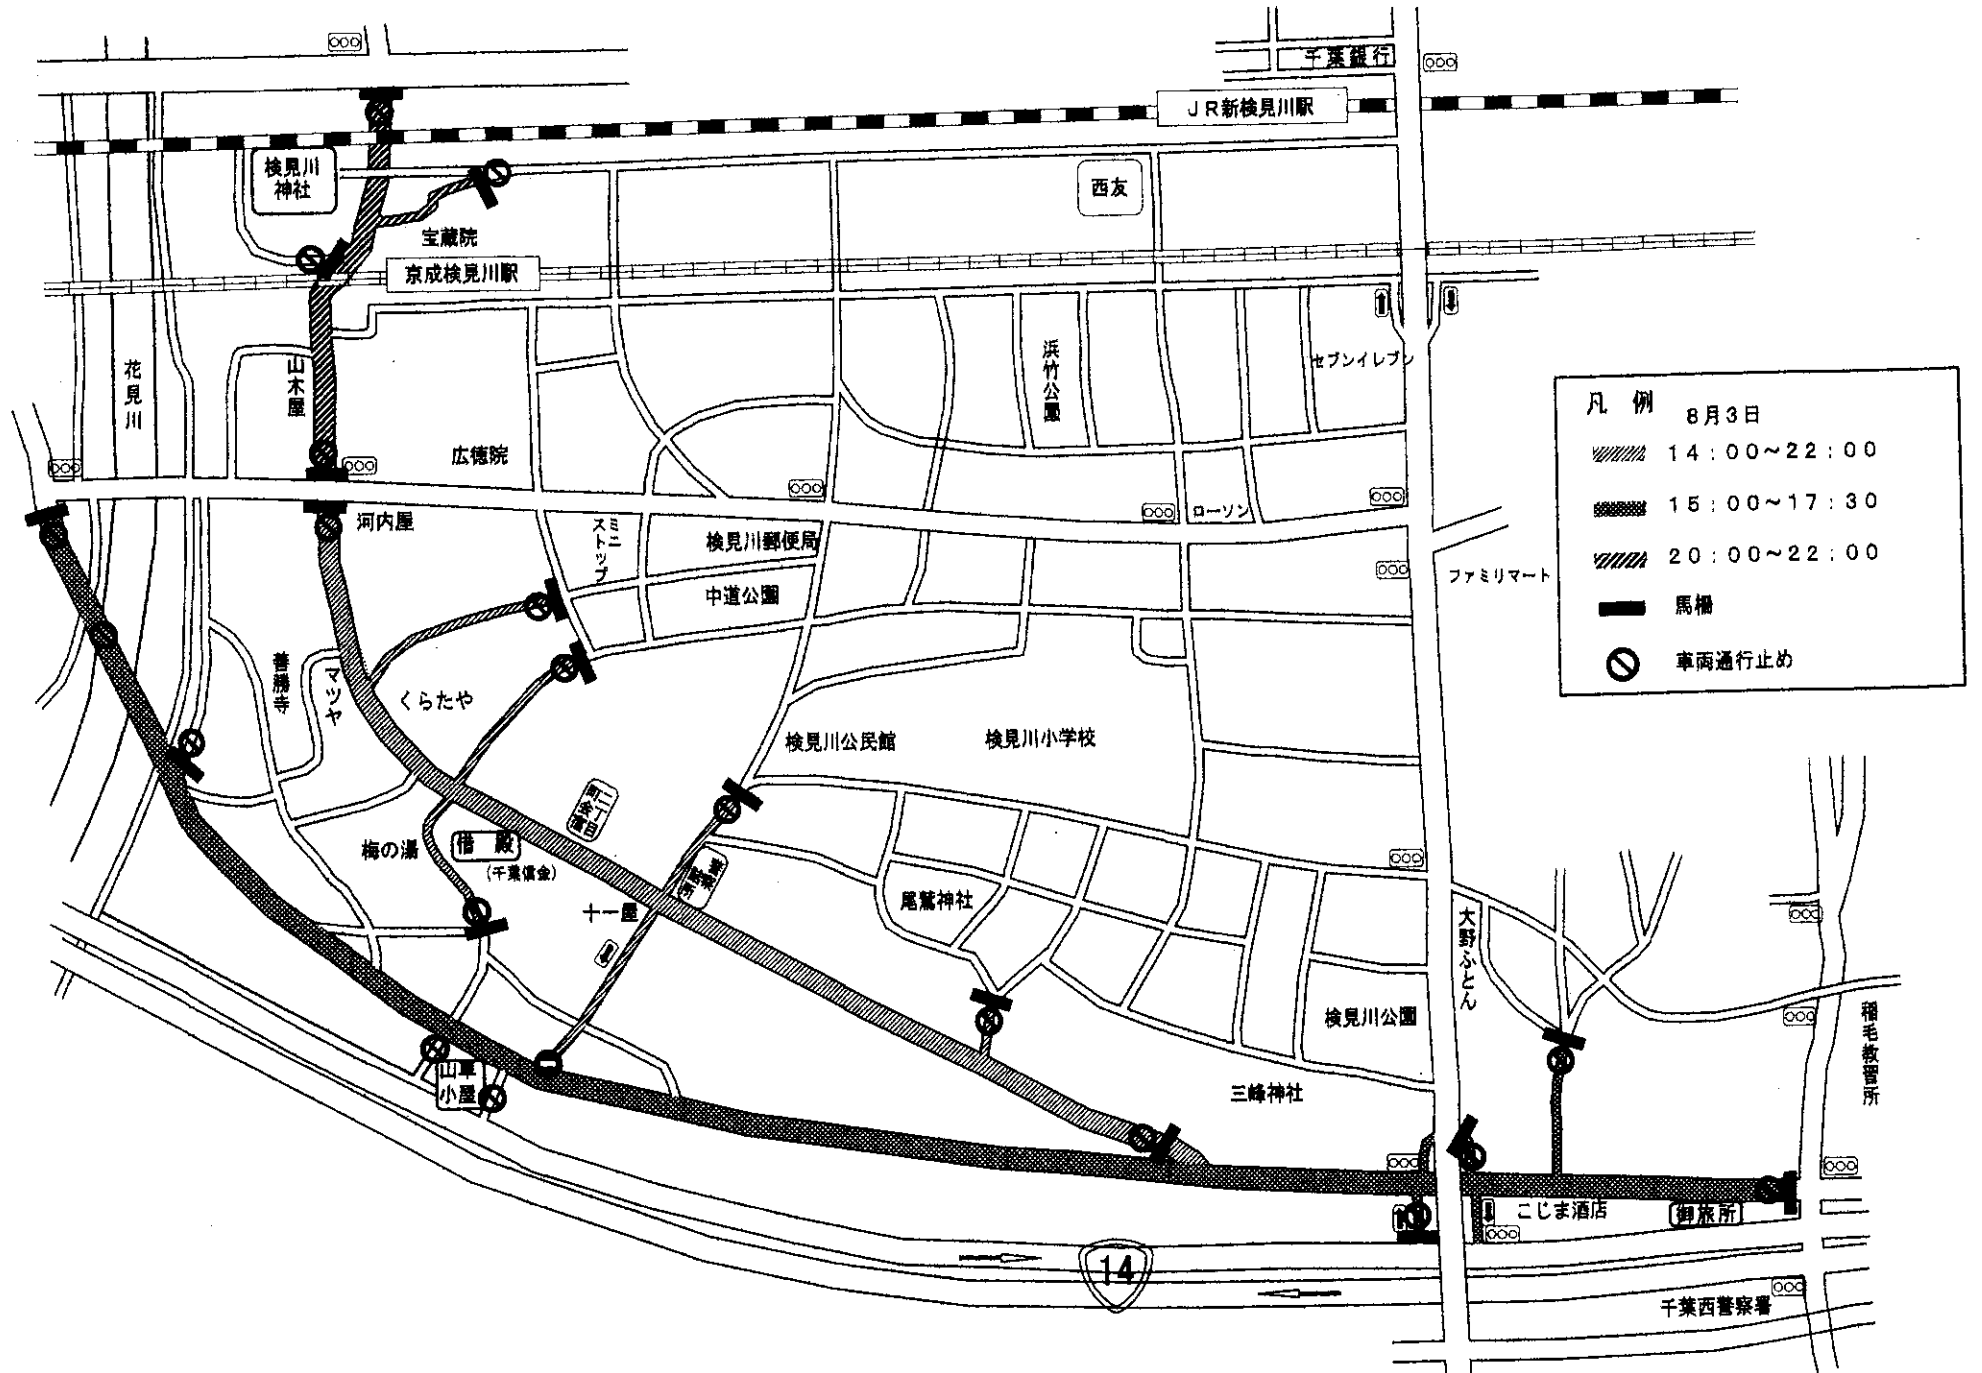 千葉銀行
JR新検見川駅
検見川
神社
西友
宝蔵院
京成検見川駅
花見川
山木屋
浜竹公園
セブンイレブン
広徳院
河内屋
ミニ
ストップ
検見川郵便局
中道公園
ローソン
ファミリマート
凡 例
8月3日
14:00~22:00
15:00~17:30
20:00~22:00
馬柵
車両通行止め
善勝寺
マツヤ
くらたや
検見川公民館
検見川小学校
二丁目
町会
梅の湯
借殿
(千葉信金)
十一屋
警察
詰所
尾鷲神社
大野ふとん
検見川公園
稲毛教習所
山車
小屋
三峰神社
こじま酒店
御旅所
14
千葉西警察署